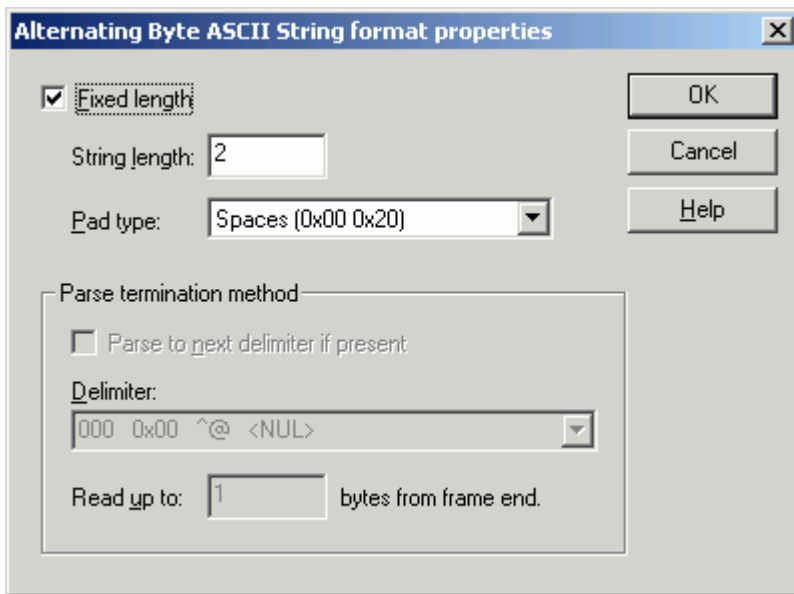 Alternating Byte ASCII String format properties
Fixed length
OK
String length: 2
Cancel
Pad type: Spaces (0x00 0x20)
Help
Parse termination method
Parse to next delimiter if present
Delimiter:
000 0x00 ^@ <NUL>
Read up to: 1 bytes from frame end.